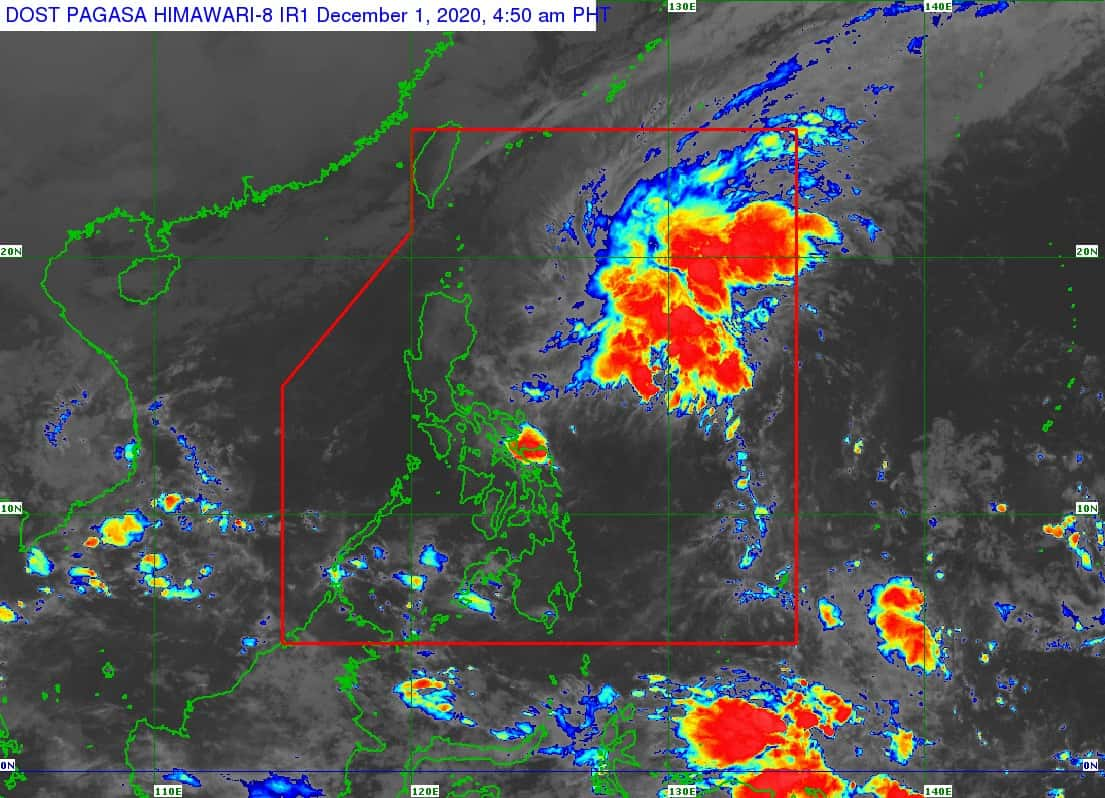 DOST PAGASA HIMAWARI-8 IR1 December 1, 2020, 4:50 am PHT
130E
140E
20N
20N
10N
10N
0N
0N
110E
120E
130E
140E